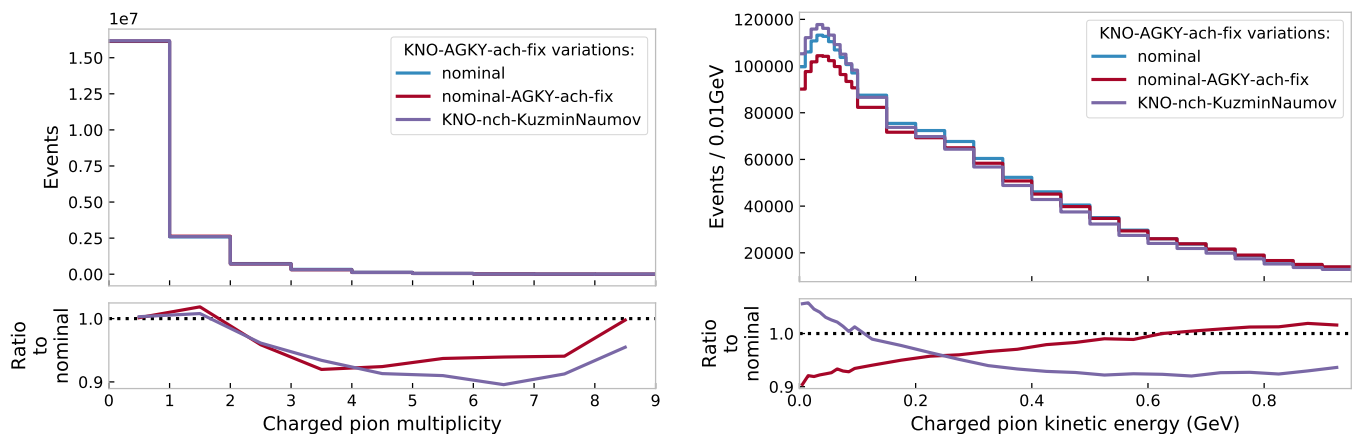 1e7
1.50
1.25
1.00
0.75
0.50
0.25
0.00
Events
KNO-AGKY-ach-fix variations:
nominal
nominal-AGKY-ach-fix
KNO-nch-KuzminNaumov
1.0
0.9
Ratio
to
nominal
0 1 2 3 4 5 6 7 8 9
Charged pion multiplicity
120000
100000
80000
60000
40000
20000
Events / 0.01GeV
KNO-AGKY-ach-fix variations:
nominal
nominal-AGKY-ach-fix
KNO-nch-KuzminNaumov
1.0
0.9
Ratio
to
nominal
0.0 0.2 0.4 0.6 0.8
Charged pion kinetic energy (GeV)